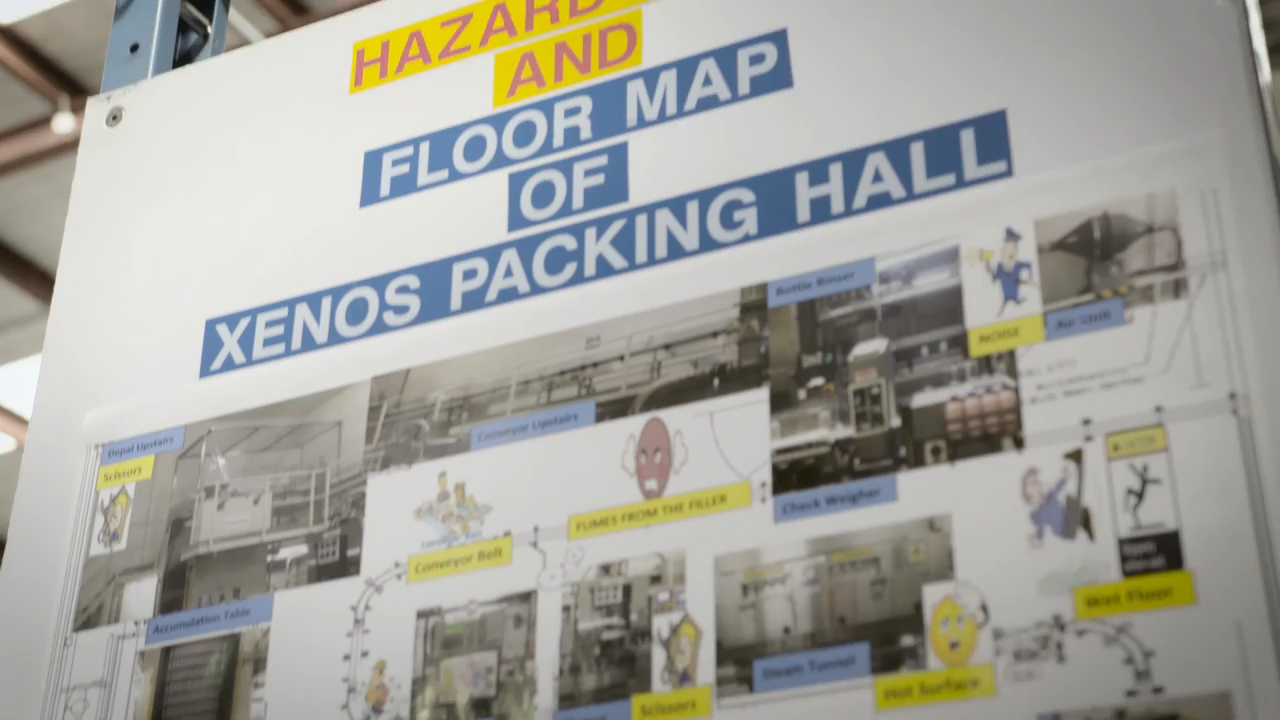 HAZARD
AND
FLOOR MAP
OF
XENOS PACKING HALL
Bottle Rinser
NOISE
Air Unit
Depal Upstairs
Scissors
Conveyor Upstairs
FUMES FROM THE FILLER
Check Weigher
Conveyor Belt
Wet Floor
Accumulation Table
Steam Tunnel
Hot Surface
Scissors